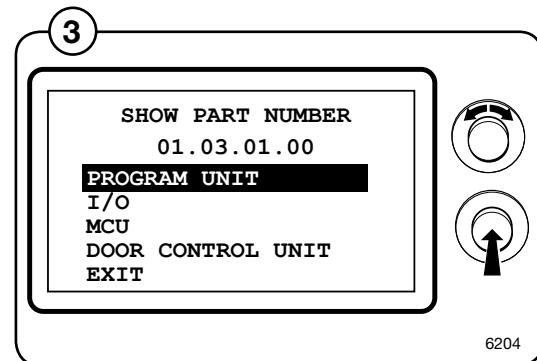 3
SHOW PART NUMBER
01.03.01.00
PROGRAM UNIT
I/O
MCU
DOOR CONTROL UNIT
EXIT
6204